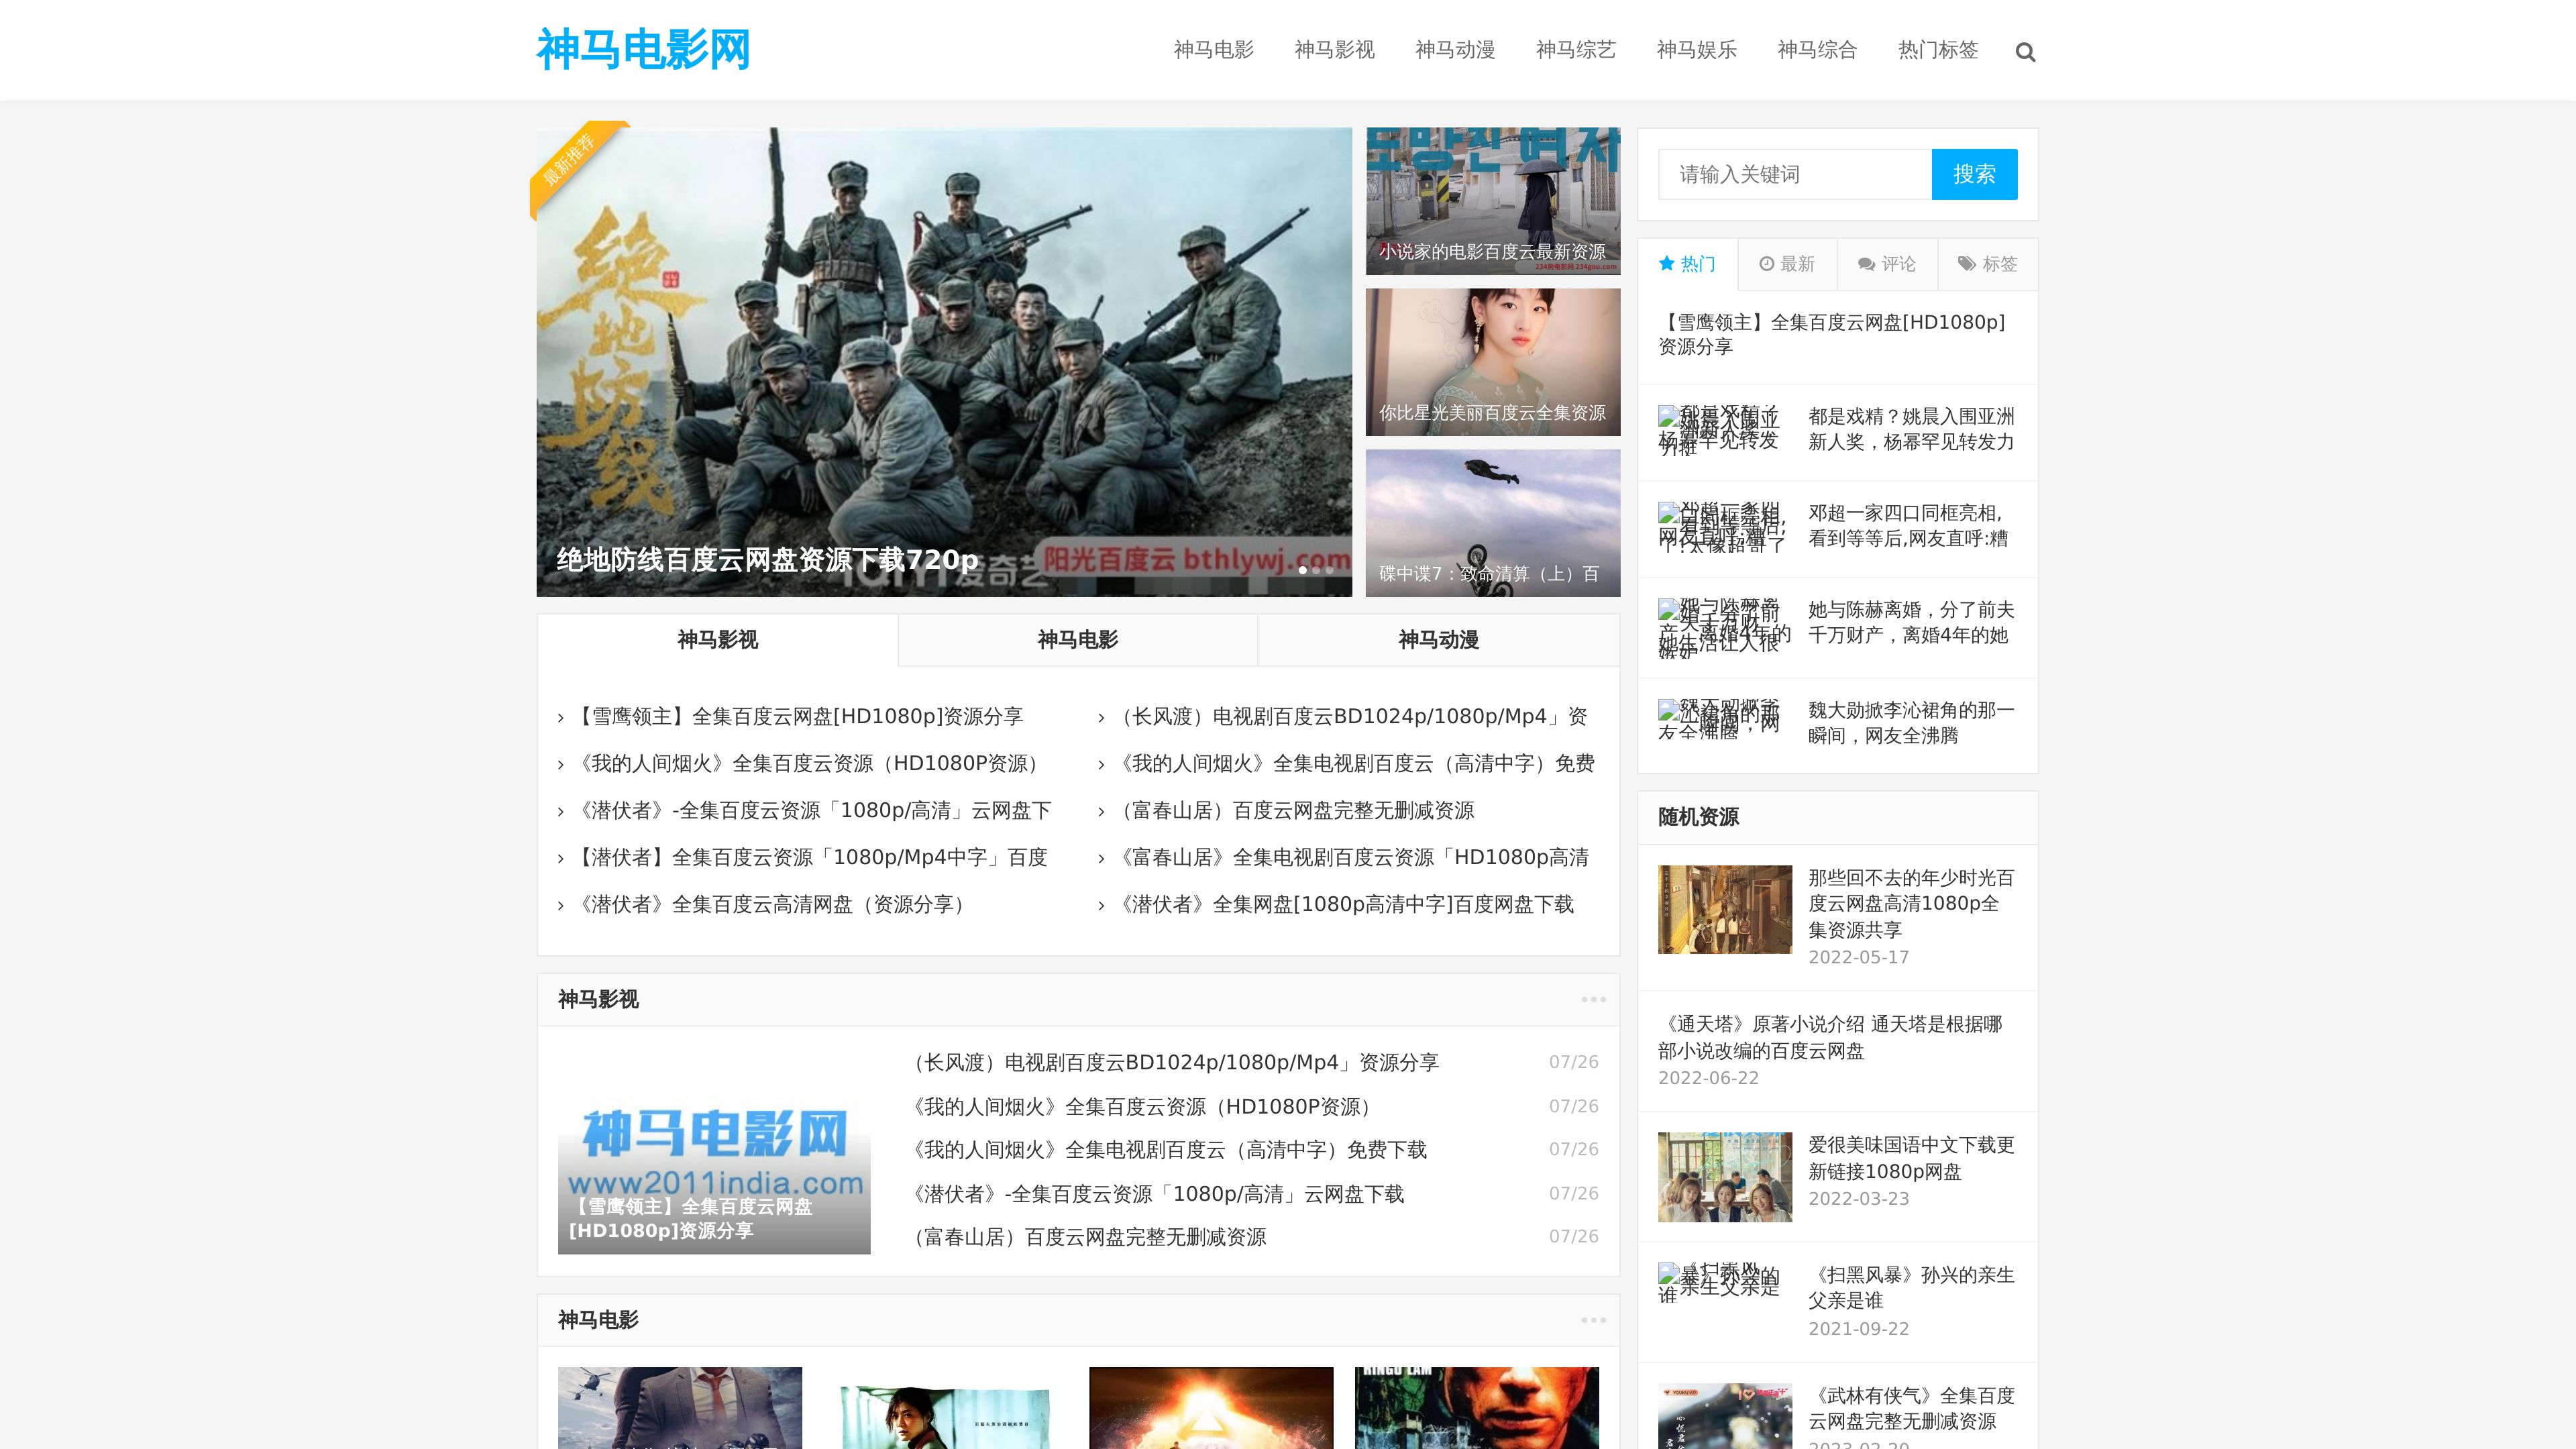 神马电影网
神马电影
神马影视
神马动漫
神马综艺
神马娱乐
神马综合
热门标签
最新推荐
绝地防线
绝地防线百度云网盘资源下载720p
阳光百度云 bthlywj.com
小说家的电影百度云最新资源
234狗电影网 234gou.com
你比星光美丽百度云全集资源
碟中谍7：致命清算（上）百
请输入关键词
搜索
热门
最新
评论
标签
【雪鹰领主】全集百度云网盘[HD1080p]
资源分享
都是戏精？姚晨入围亚洲
新人奖，杨幂罕见转发力
邓超一家四口同框亮相,
看到等等后,网友直呼:糟
她与陈赫离婚，分了前夫
千万财产，离婚4年的她
魏大勋掀李沁裙角的那一
瞬间，网友全沸腾
神马影视
神马电影
神马动漫
【雪鹰领主】全集百度云网盘[HD1080p]资源分享
（长风渡）电视剧百度云BD1024p/1080p/Mp4」资
《我的人间烟火》全集百度云资源（HD1080P资源）
《我的人间烟火》全集电视剧百度云（高清中字）免费
《潜伏者》-全集百度云资源「1080p/高清」云网盘下
（富春山居）百度云网盘完整无删减资源
【潜伏者】全集百度云资源「1080p/Mp4中字」百度
《富春山居》全集电视剧百度云资源「HD1080p高清
《潜伏者》全集百度云高清网盘（资源分享）
《潜伏者》全集网盘[1080p高清中字]百度网盘下载
神马影视
神马电影网
www.2011india.com
【雪鹰领主】全集百度云网盘
[HD1080p]资源分享
（长风渡）电视剧百度云BD1024p/1080p/Mp4」资源分享
07/26
《我的人间烟火》全集百度云资源（HD1080P资源）
07/26
《我的人间烟火》全集电视剧百度云（高清中字）免费下载
07/26
《潜伏者》-全集百度云资源「1080p/高清」云网盘下载
07/26
（富春山居）百度云网盘完整无删减资源
07/26
神马电影
随机资源
那些回不去的年少时光百
度云网盘高清1080p全
集资源共享
2022-05-17
《通天塔》原著小说介绍 通天塔是根据哪
部小说改编的百度云网盘
2022-06-22
爱很美味国语中文下载更
新链接1080p网盘
2022-03-23
《扫黑风暴》孙兴的亲生
父亲是谁
2021-09-22
《武林有侠气》全集百度
云网盘完整无删减资源
2023-02-20